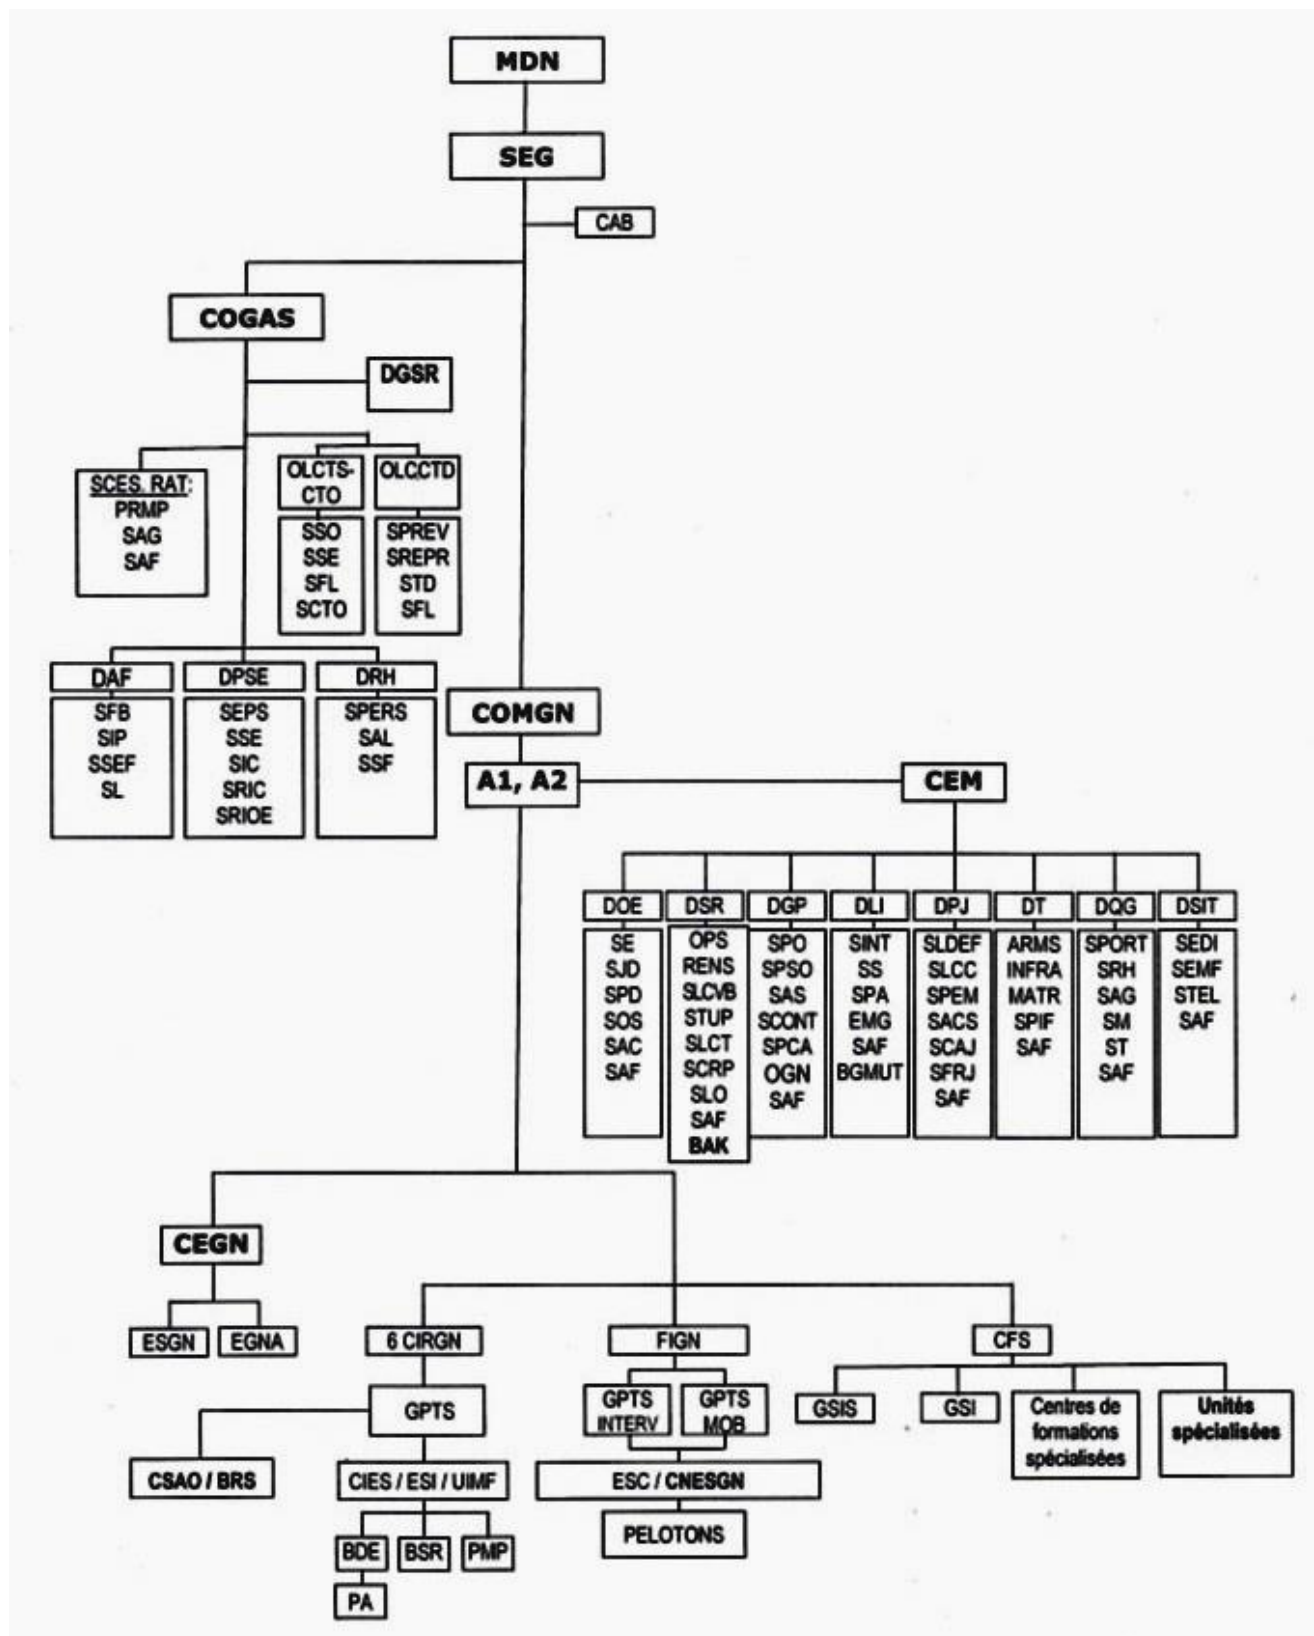 MDN
SEG
CAB
COGAS
DGSR
SCES. RAT:
PRMP
SAG
SAF
OLCTS-
CTO
SSO
SSE
SFL
SCTO
OLCCTD
SPREV
SREPR
STD
SFL
DAF
SFB
SIP
SSEF
SL
DPSE
SEPS
SSE
SIC
SRIC
SRIOE
DRH
SPERS
SAL
SSF
COMGN
A1, A2
CEM
DOE
SE
SJD
SPD
SOS
SAC
SAF
DSR
OPS
RENS
SLCVB
STUP
SLCT
SCRP
SLO
SAF
BAK
DGP
SPO
SPSO
SAS
SCONT
SPCA
OGN
SAF
DLI
SINT
SS
SPA
EMG
SAF
BGMUT
DPJ
SLDEF
SLCC
SPEM
SACS
SCAJ
SFRJ
SAF
DT
ARMS
INFRA
MATR
SPIF
SAF
DQG
SPORT
SRH
SAG
SM
ST
SAF
DSIT
SEDI
SEMF
STEL
SAF
CEGN
ESGN
EGNA
6 CIRGN
GPTS
CSAO / BRS
CIES / ESI / UIMF
BDE
BSR
PMP
PA
FIGN
GPTS
INTERV
GPTS
MOB
ESC / CNESGN
PELOTONS
CFS
GSIS
GSI
Centres de
formations
spécialisées
Unités
spécialisées